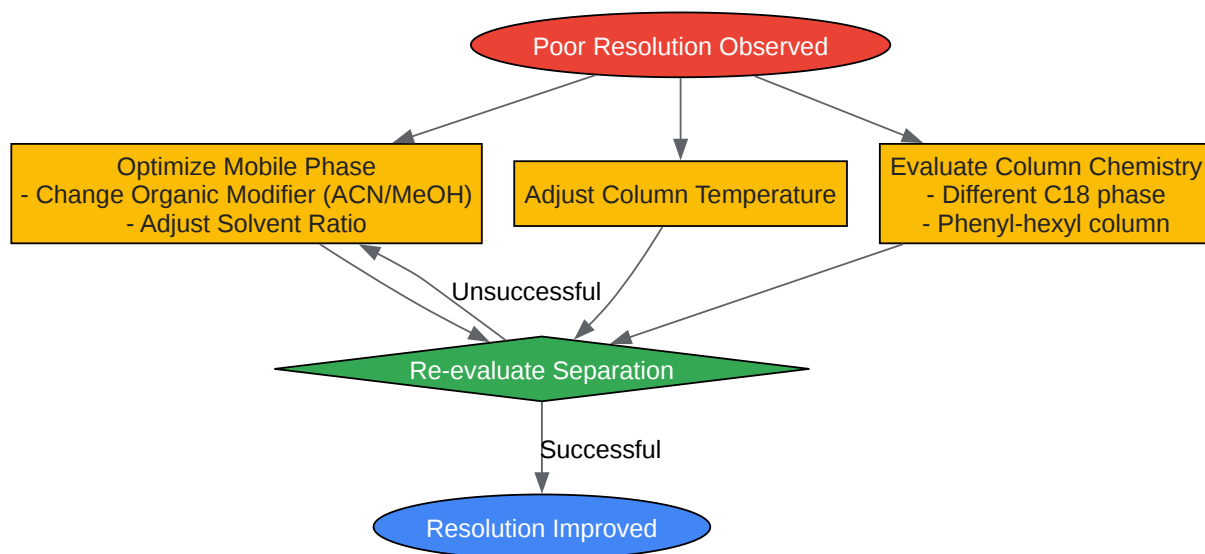 Poor Resolution Observed
Optimize Mobile Phase
- Change Organic Modifier (ACN/MeOH)
- Adjust Solvent Ratio
Adjust Column Temperature
Evaluate Column Chemistry
- Different C18 phase
- Phenyl-hexyl column
Unsuccessful
Re-evaluate Separation
Successful
Resolution Improved